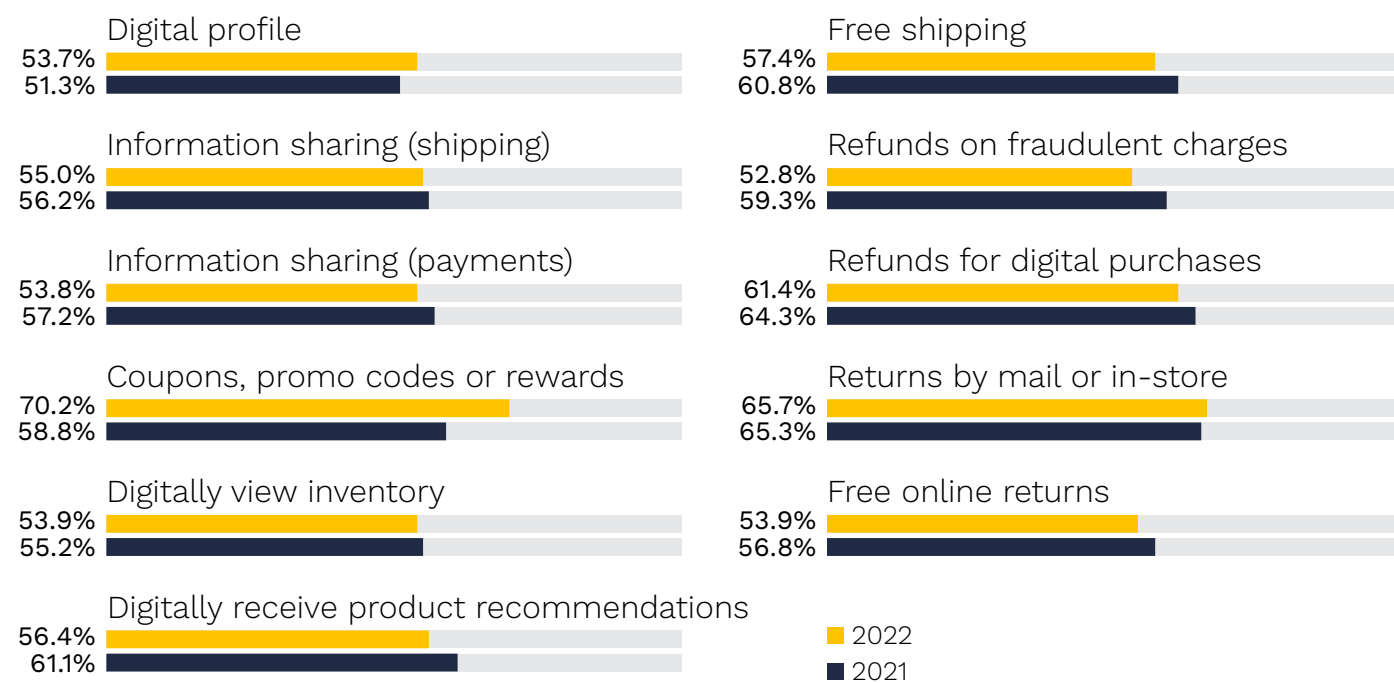 Digital profile
53.7%
51.3%
Information sharing (shipping)
55.0%
56.2%
Information sharing (payments)
53.8%
57.2%
Coupons, promo codes or rewards
70.2%
58.8%
Digitally view inventory
53.9%
55.2%
Digitally receive product recommendations
56.4%
61.1%
Free shipping
57.4%
60.8%
Refunds on fraudulent charges
52.8%
59.3%
Refunds for digital purchases
61.4%
64.3%
Returns by mail or in-store
65.7%
65.3%
Free online returns
53.9%
56.8%
2022
2021